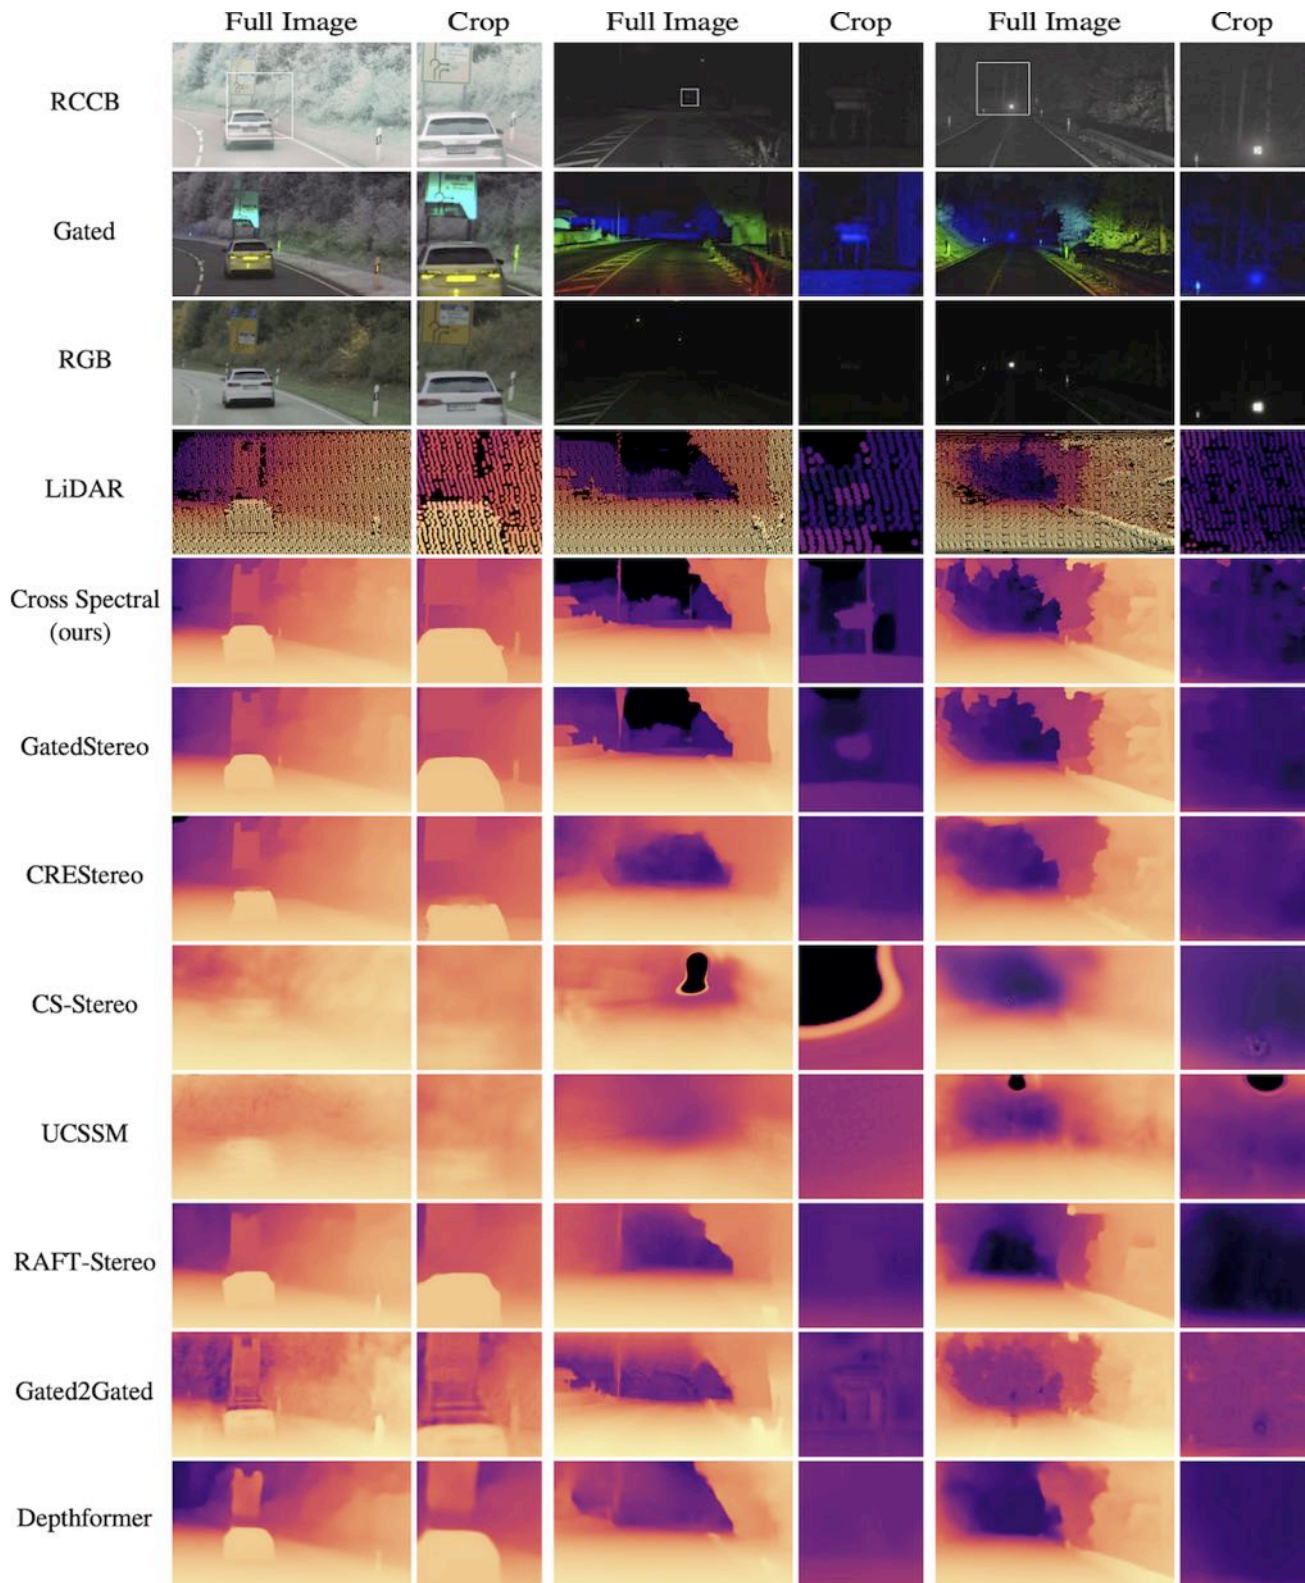 Full Image Crop Full Image Crop Full Image Crop
RCCB
Gated
RGB
LiDAR
Cross Spectral
(ours)
GatedStereo
CREStereo
CS-Stereo
UCSSM
RAFT-Stereo
Gated2Gated
Depthformer